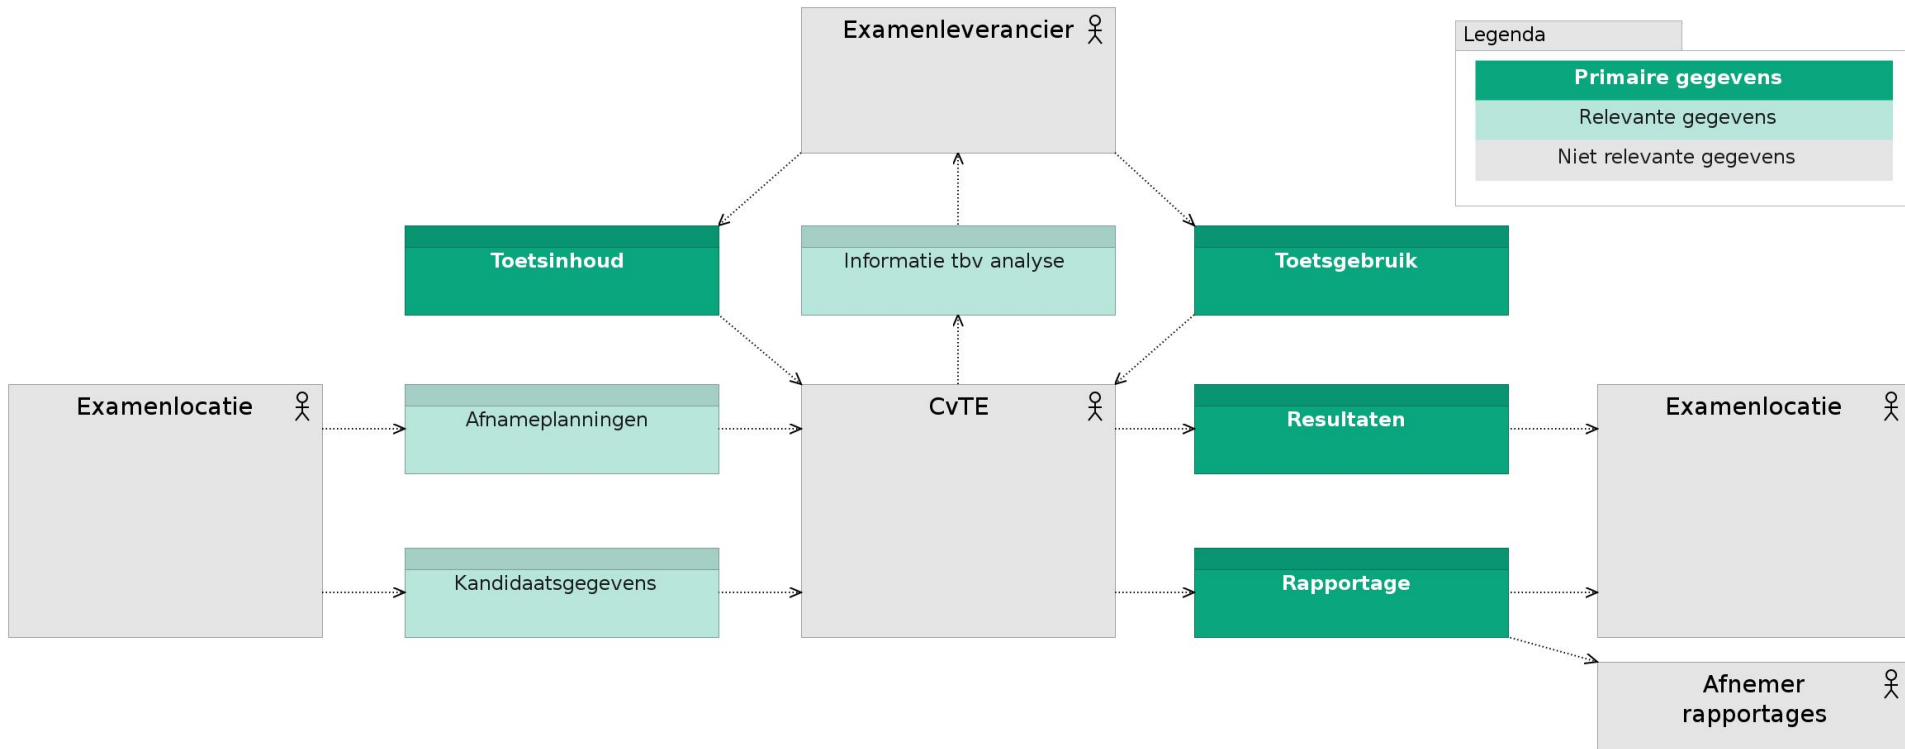 Examenleverancier
Legenda
Primaire gegevens
Relevante gegevens
Niet relevante gegevens
Toetsinhoud
Informatie tbv analyse
Toetsgebruik
Examenlocatie
Afnameplanningen
CvTE
Resultaten
Examenlocatie
Kandidaatsgegevens
Rapportage
Afnemer
rapportages